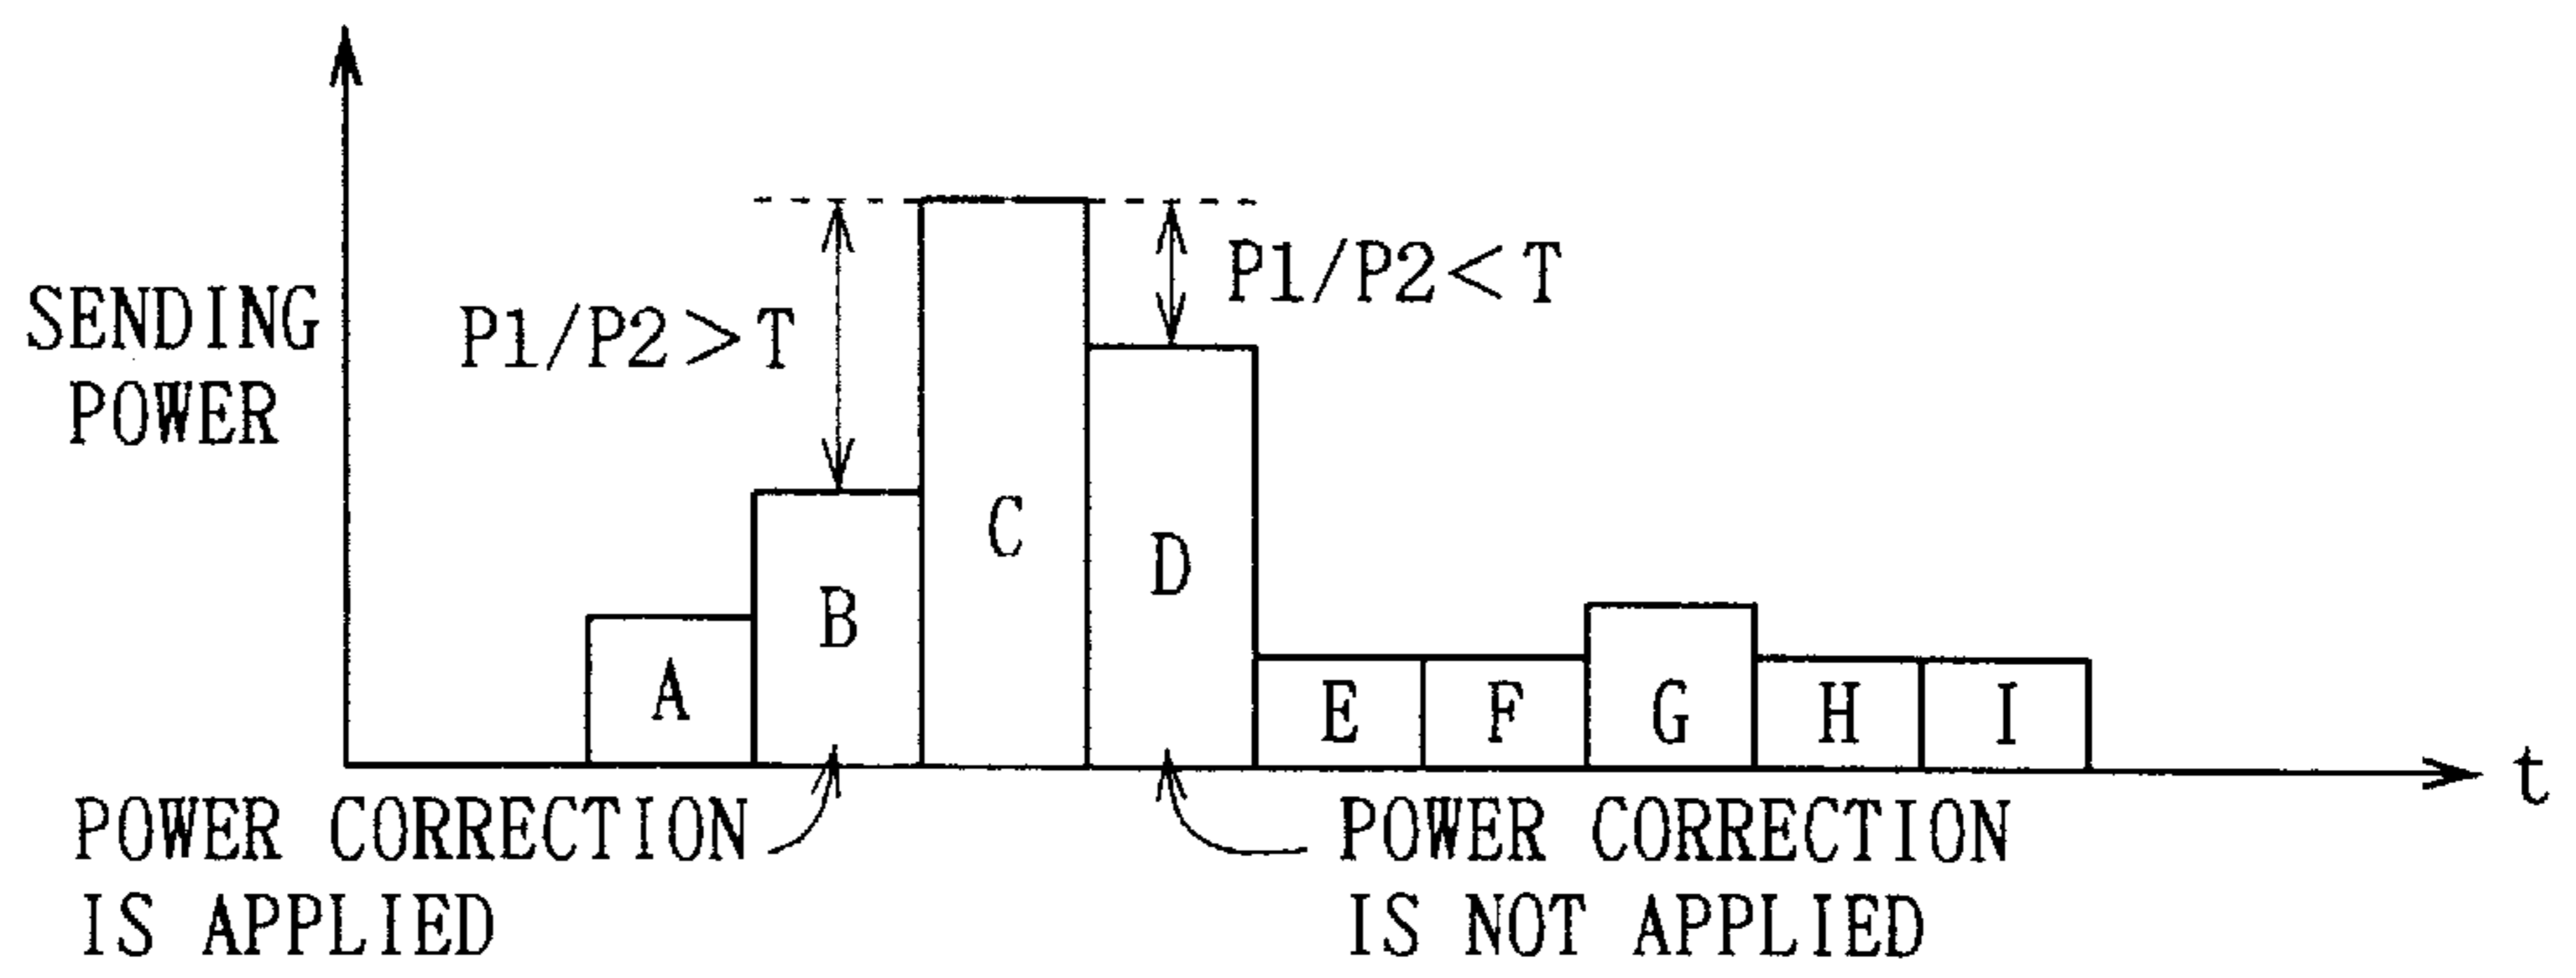 SENDING
POWER
P1/P2>T
P1/P2<T
A
B
C
D
E
F
G
H
I
t
POWER CORRECTION
IS APPLIED
POWER CORRECTION
IS NOT APPLIED